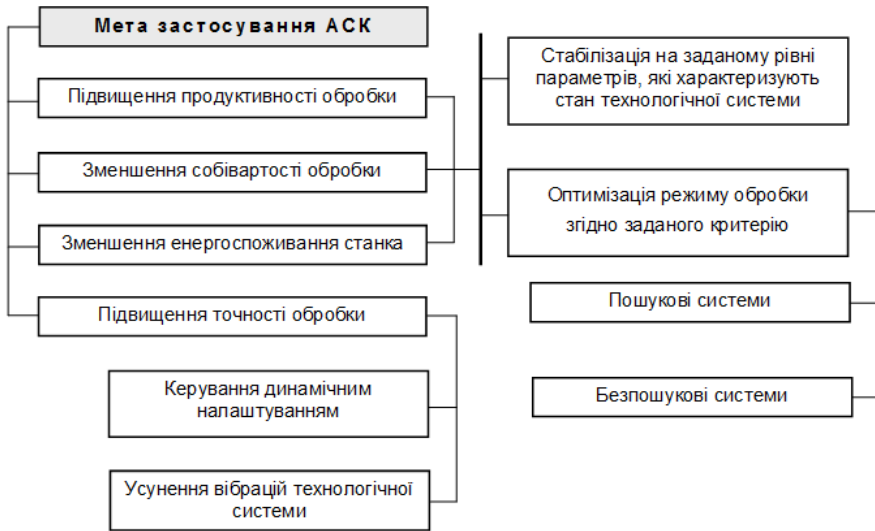 Мета застосування АСК
Підвищення продуктивності обробки
Зменшення собівартості обробки
Зменшення енергоспоживання станка
Підвищення точності обробки
Керування динамічним
налаштуванням
Усунення вібрацій технологічної
системи
Стабілізація на заданому рівні
параметрів, які характеризують
стан технологічної системи
Оптимізація режиму обробки
згідно заданого критерію
Пошукові системи
Безпошукові системи